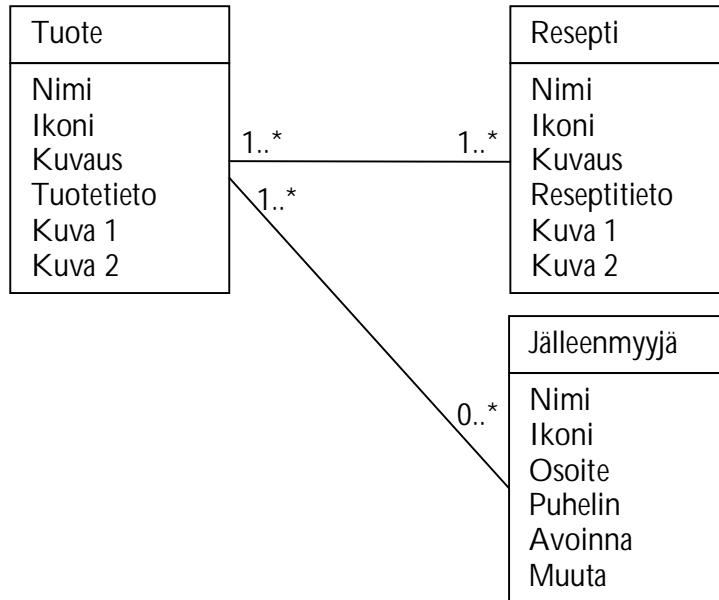 Tuote
Nimi
Ikoni
Kuvaus
Tuotetieto
Kuva 1
Kuva 2
1..*
1..*
1..*
0..*
Resepti
Nimi
Ikoni
Kuvaus
Reseptitieto
Kuva 1
Kuva 2
Jälleenmyyjä
Nimi
Ikoni
Osoite
Puhelin
Avoinna
Muuta